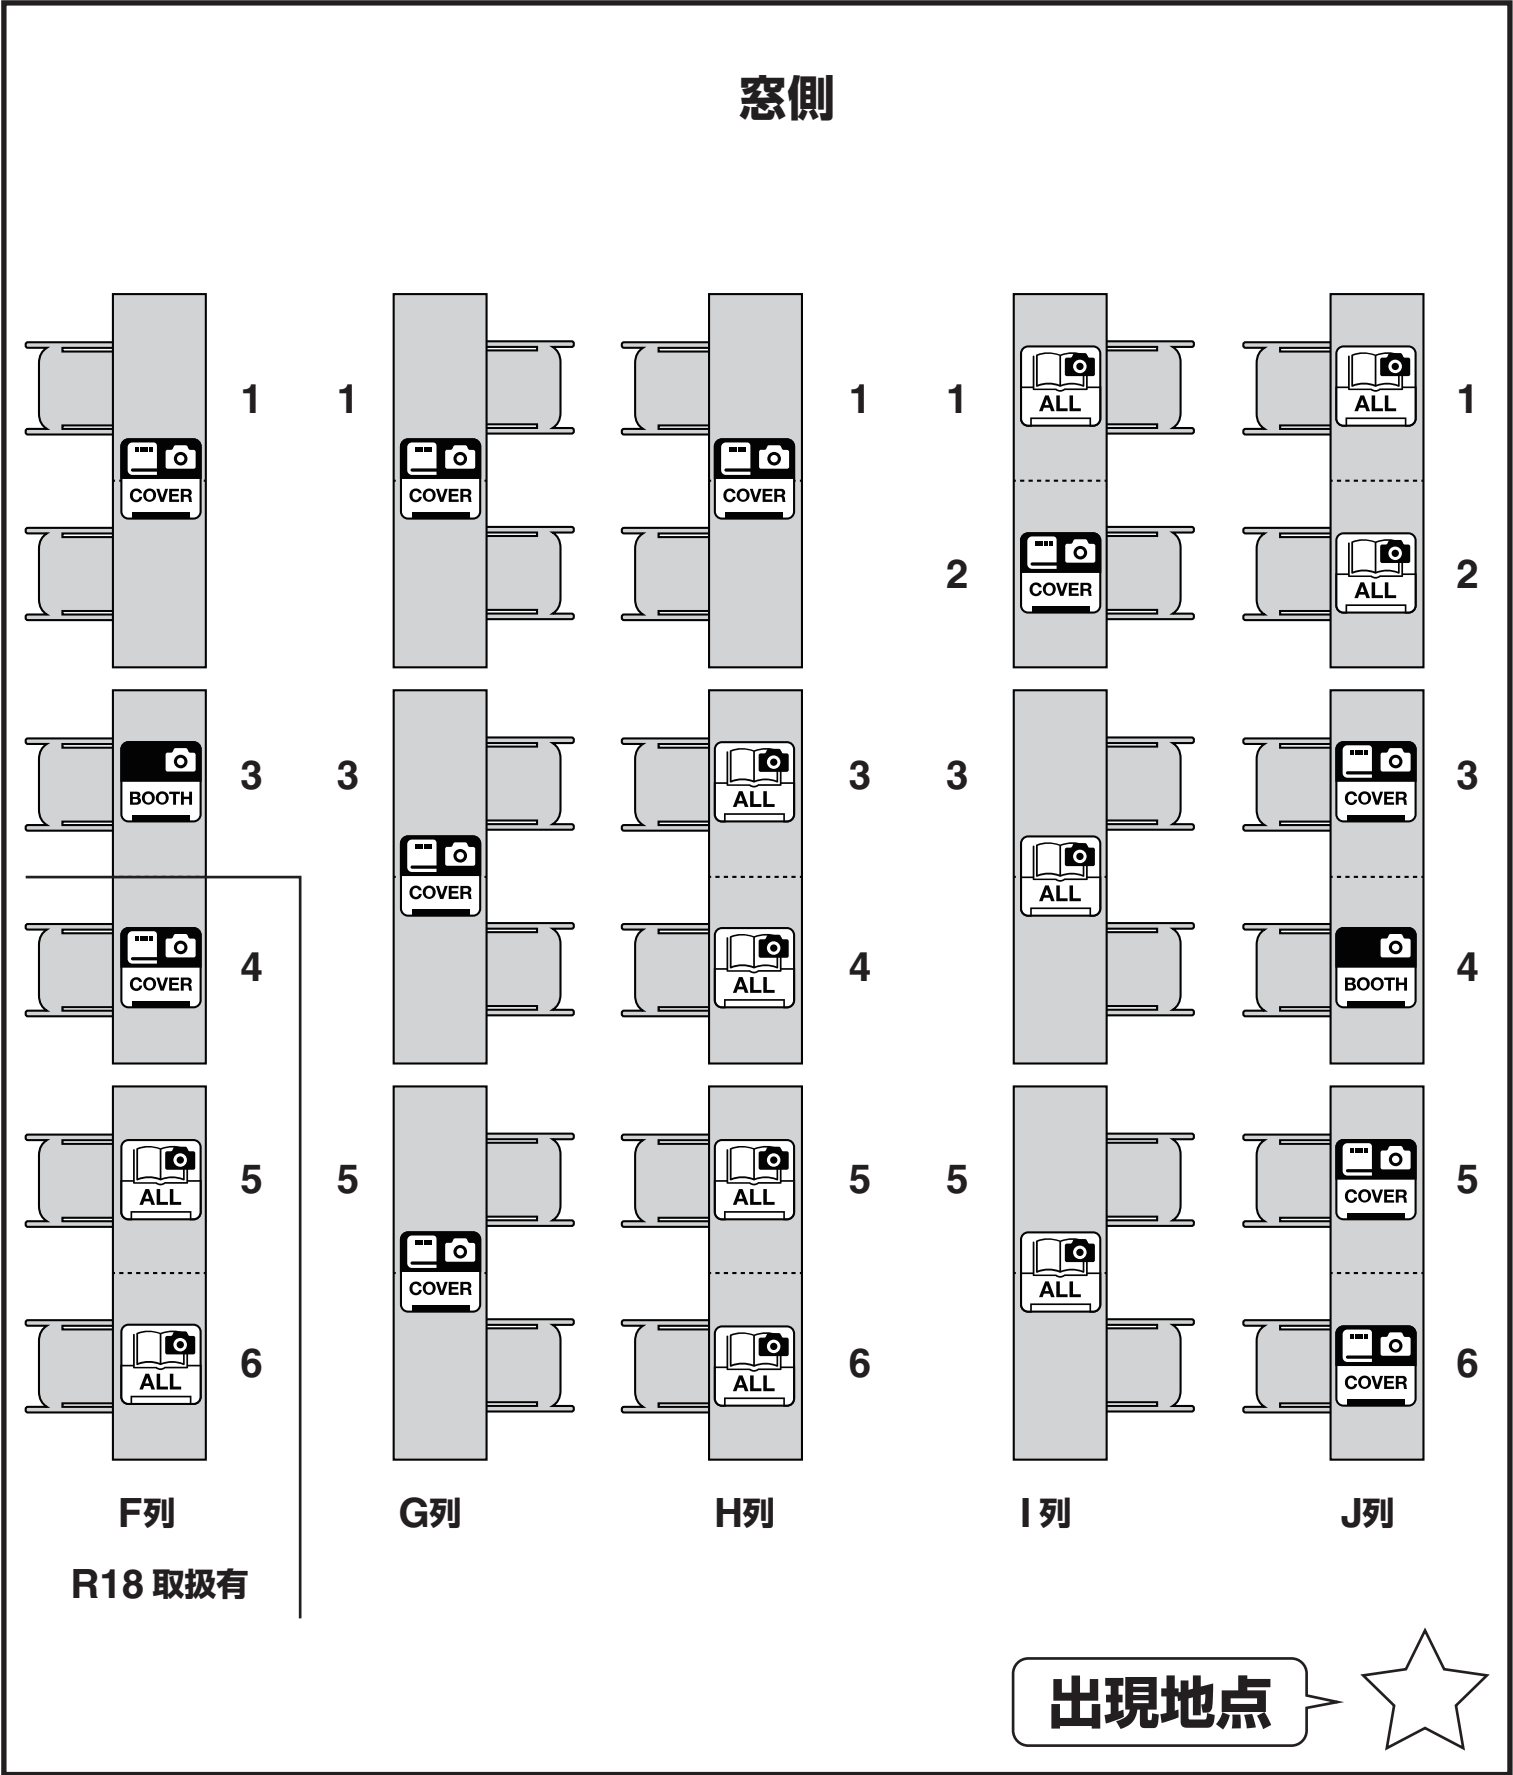 窓側
1 1 1 1 1
COVER COVER COVER ALL ALL
2 2
COVER ALL
3 3 3 3 3
BOOTH COVER ALL ALL COVER
4 4 4
COVER ALL BOOTH
5 5 5 5 5
ALL COVER ALL ALL COVER
6 6 6
ALL ALL COVER
F列 G列 H列 I列 J列
R18 取扱有
出現地点